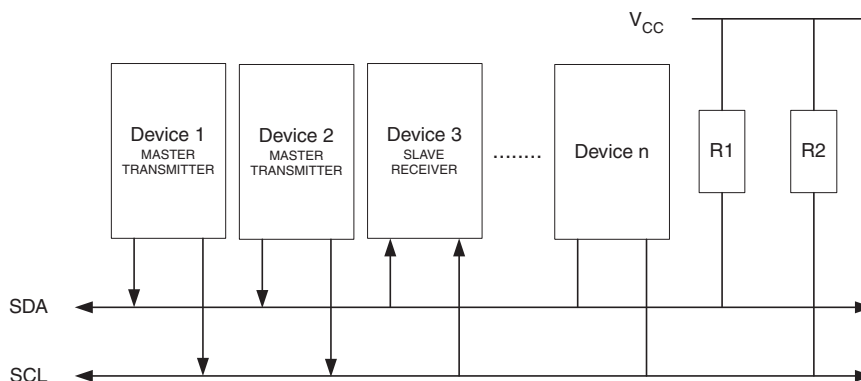 VCC
Device 1
MASTER
TRANSMITTER
Device 2
MASTER
TRANSMITTER
Device 3
SLAVE
RECEIVER
........
Device n
R1
R2
SDA
SCL